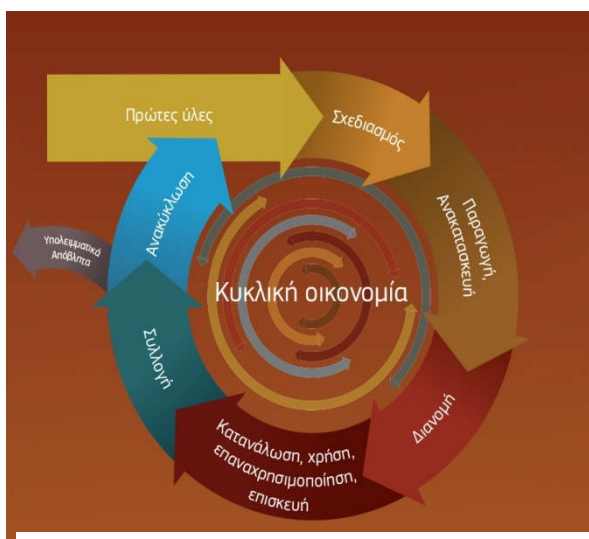 Πρώτες ύλες
Σχεδιασμός
Παραγωγή,
Ανακατασκευή
Διανομή
Κατανάλωση, χρήση,
επαναχρησιμοποίηση,
επισκευή
Συλλογή
Ανακύκλωση
Υπολειμματικά
Απόβλητα
Κυκλική οικονομία